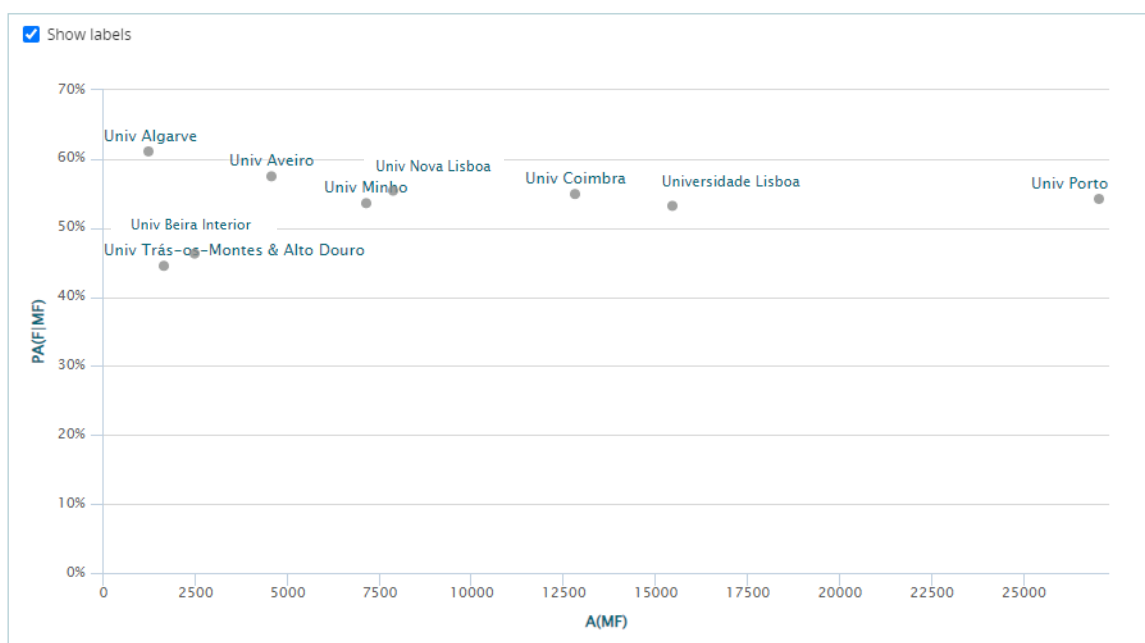 Show labels
70%
Univ Algarve
60%
Univ Aveiro
Univ Nova Lisboa
Univ Minho
Univ Coimbra
Universidade Lisboa
Univ Porto
50%
Univ Beira Interior
Univ Trás-os-Montes & Alto Douro
40%
PA(F|MF)
30%
20%
10%
0%
0 2500 5000 7500 10000 12500 15000 17500 20000 22500 25000
A(MF)